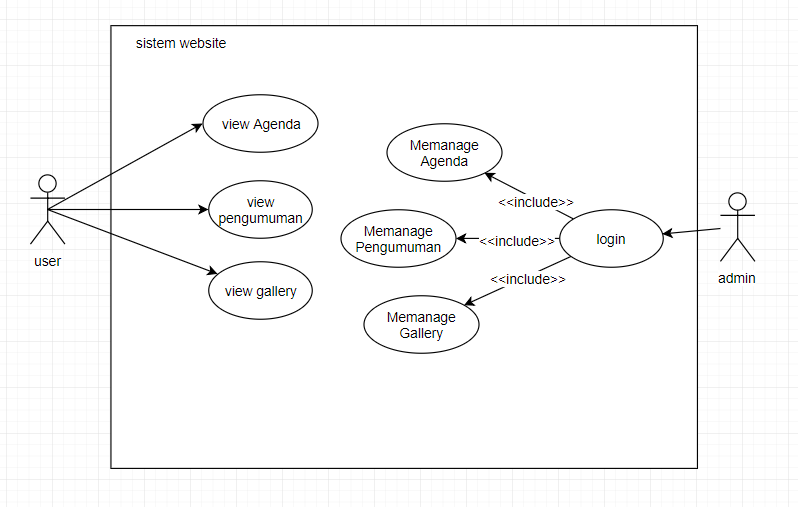 sistem website
view Agenda
view
pengumuman
view gallery
user
Memanage
Agenda
Memanage
Pengumuman
Memanage
Gallery
<<include>>
<<include>>
<<include>>
login
admin